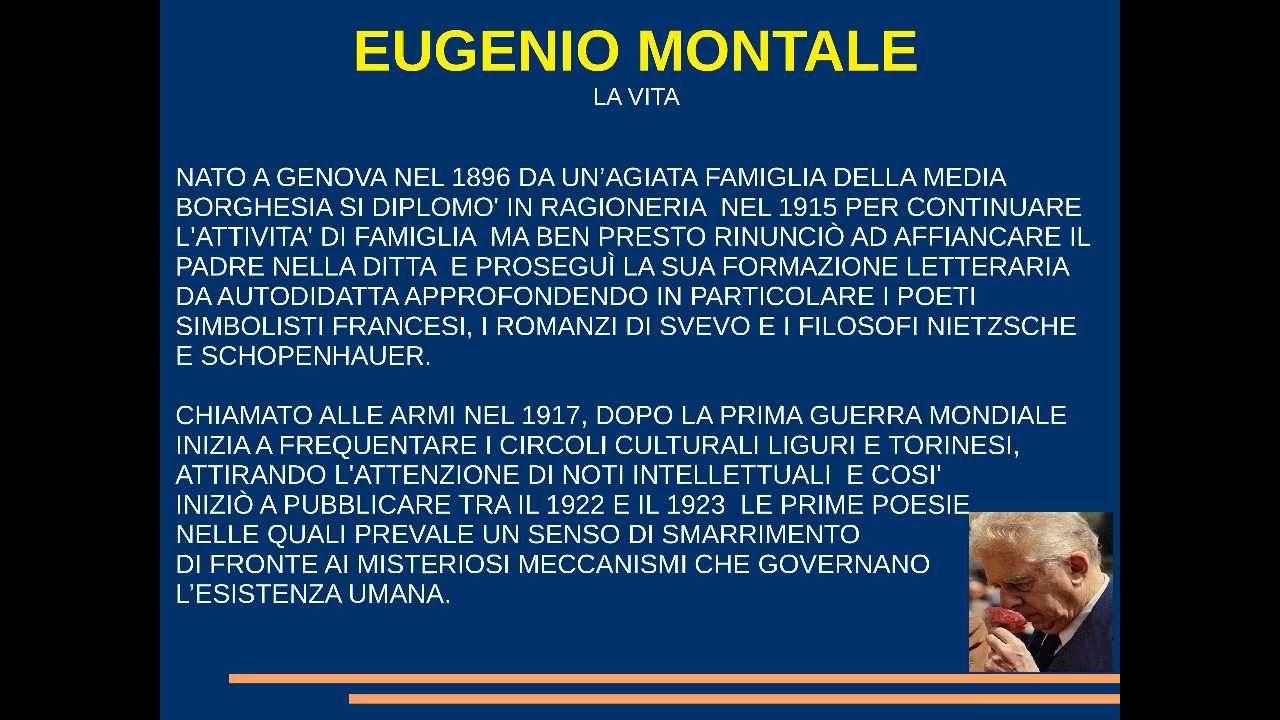 EUGENIO MONTALE
LA VITA
NATO A GENOVA NEL 1896 DA UN’AGIATA FAMIGLIA DELLA MEDIA
BORGHESIA SI DIPLOMO' IN RAGIONERIA  NEL 1915 PER CONTINUARE
L'ATTIVITA' DI FAMIGLIA  MA BEN PRESTO RINUNCIÒ AD AFFIANCARE IL
PADRE NELLA DITTA  E PROSEGUÌ LA SUA FORMAZIONE LETTERARIA
DA AUTODIDATTA APPROFONDENDO IN PARTICOLARE I POETI
SIMBOLISTI FRANCESI, I ROMANZI DI SVEVO E I FILOSOFI NIETZSCHE
E SCHOPENHAUER.
CHIAMATO ALLE ARMI NEL 1917, DOPO LA PRIMA GUERRA MONDIALE
INIZIA A FREQUENTARE I CIRCOLI CULTURALI LIGURI E TORINESI,
ATTIRANDO L'ATTENZIONE DI NOTI INTELLETTUALI  E COSI'
INIZIÒ A PUBBLICARE TRA IL 1922 E IL 1923  LE PRIME POESIE
NELLE QUALI PREVALE UN SENSO DI SMARRIMENTO
DI FRONTE AI MISTERIOSI MECCANISMI CHE GOVERNANO
L’ESISTENZA UMANA.